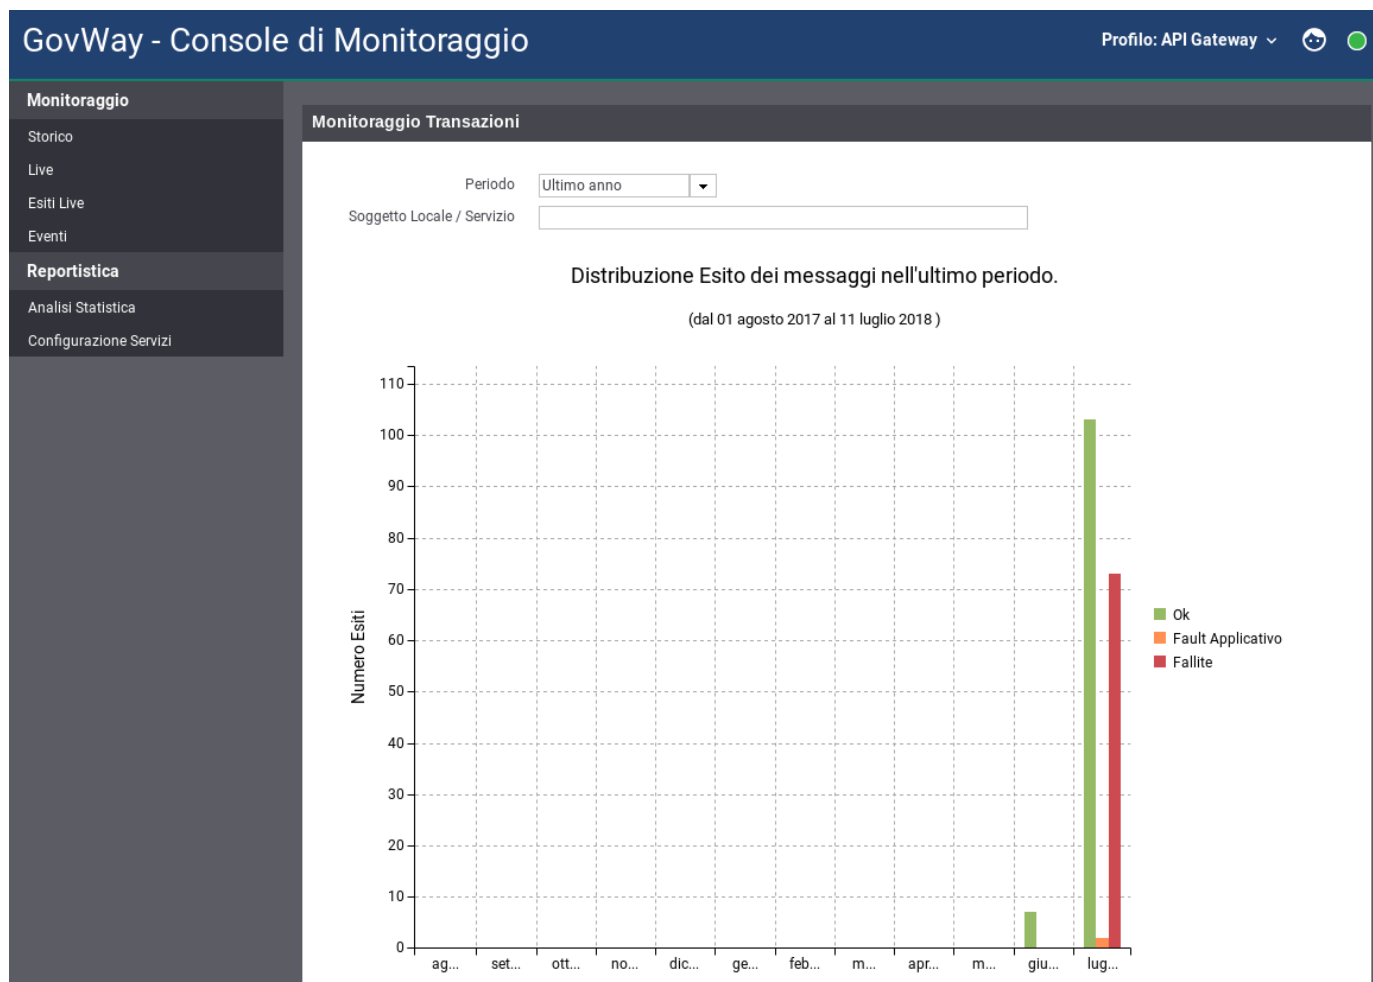 GovWay - Console di Monitoraggio
Profilo: API Gateway
Monitoraggio
Storico
Live
Esiti Live
Eventi
Reportistica
Analisi Statistica
Configurazione Servizi
Monitoraggio Transazioni
Periodo
Ultimo anno
Soggetto Locale / Servizio
Distribuzione Esito dei messaggi nell'ultimo periodo.
(dal 01 agosto 2017 al 11 luglio 2018 )
Numero Esiti
110
100
90
80
70
60
50
40
30
20
10
0
ag... set... ott... no... dic... ge... feb... m... apr... m... giu... lug...
Ok
Fault Applicativo
Fallite